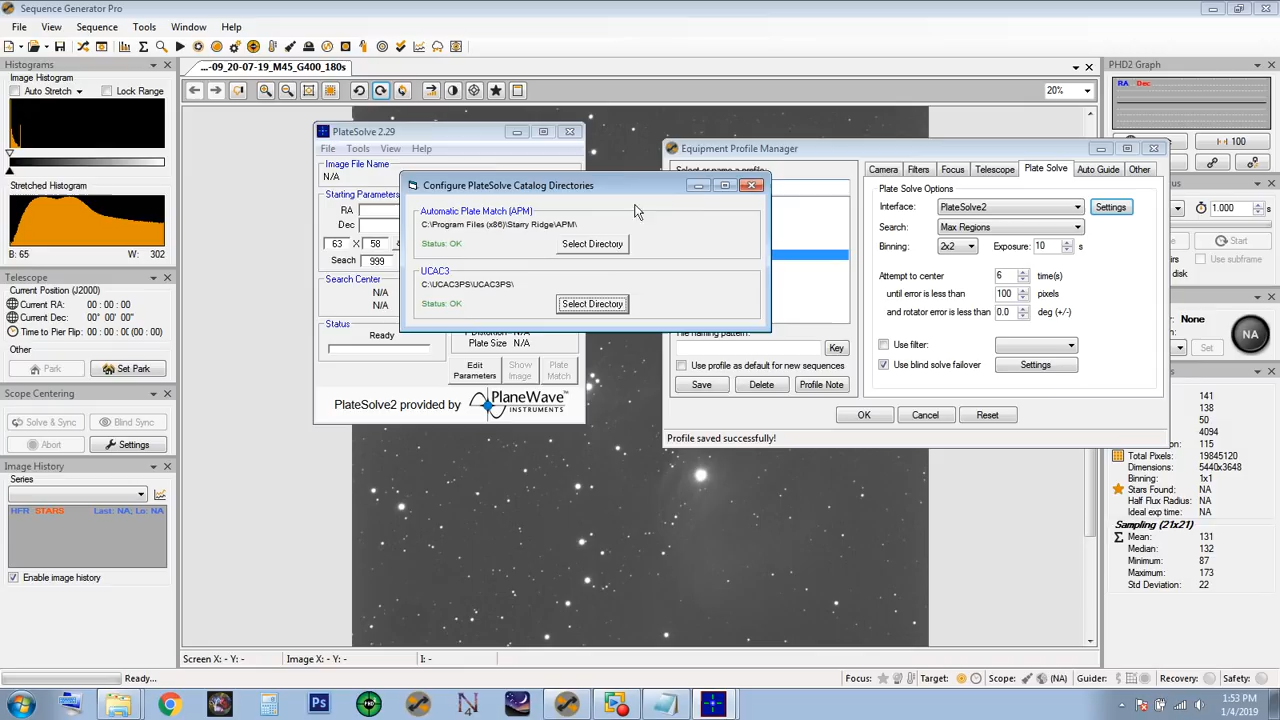 Sequence Generator Pro
File View Sequence Tools Window Help
Histograms
Image Histogram
Auto Stretch Lock Range
Stretched Histogram
B: 65 W: 302
Telescope
Current Position (J2000)
Current RA: 00 : 00 : 00
Current Dec: 00 : 00 : 00
Time to Pier Flip: 00 : 00 : 00
Other
Park Set Park
Scope Centering
Solve & Sync Blind Sync
Abort Settings
Image History
Series
HFR STARS Last: NA; Lo: NA
Enable image history
...-09_20-07-19_M45_G400_180s
20%
PlateSolve 2.29
File Tools View Help
Image File Name
N/A
Starting Parameters
RA
Dec
63 X 58
Seach 999
Search Center
N/A
N/A
Status
Ready
Plate Size N/A
Edit Parameters
Show Image
Plate Match
PlateSolve2 provided by PlaneWave™
INSTRUMENTS
Configure PlateSolve Catalog Directories
Automatic Plate Match (APM)
C:\Program Files (x86)\Starry Ridge\APM\
Status: OK Select Directory
UCAC3
C:\UCAC3PS\UCAC3PS\
Status: OK Select Directory
Equipment Profile Manager
Key
Use profile as default for new sequences
Save Delete Profile Note
Camera Filters Focus Telescope Plate Solve Auto Guide Other
Plate Solve Options
Interface: PlateSolve2 Settings
Search: Max Regions
Binning: 2x2 Exposure: 10 s
Attempt to center 6 time(s)
until error is less than 100 pixels
and rotator error is less than 0.0 deg (+/-)
Use filter:
Use blind solve failover Settings
OK Cancel Reset
Profile saved successfully!
PHD2 Graph
RA Dec
100
1.000 s
Start
Use subframe
NA
Set
141
138
50
4094
115
Total Pixels: 19845120
Dimensions: 5440x3648
Binning: 1x1
Stars Found: NA
Half Flux Radius: NA
Ideal exp time: NA
Sampling (21x21)
Mean: 131
Median: 132
Minimum: 87
Maximum: 173
Std Deviation: 22
Screen X: - Y: - Image X: - Y: - I: -
Ready... Focus: Target: Scope: (NA) Guider: Recovery: Safety:
Ps
1:53 PM
1/4/2019